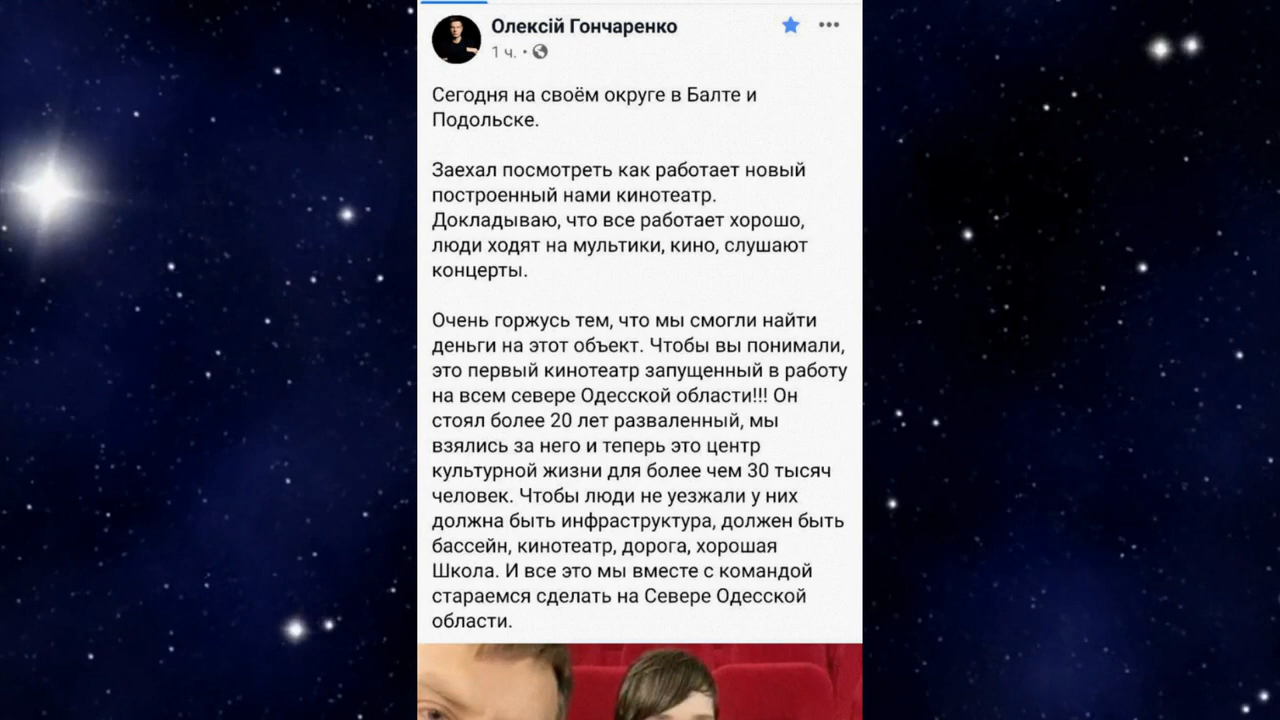 Олексій Гончаренко
1 ч. •
Сегодня на своём округе в Балте и
Подольске.
Заехал посмотреть как работает новый
построенный нами кинотеатр.
Докладываю, что все работает хорошо,
люди ходят на мультики, кино, слушают
концерты.
Очень горжусь тем, что мы смогли найти
деньги на этот объект. Чтобы вы понимали,
это первый кинотеатр запущенный в работу
на всем севере Одесской области!!! Он
стоял более 20 лет разваленный, мы
взялись за него и теперь это центр
культурной жизни для более чем 30 тысяч
человек. Чтобы люди не уезжали у них
должна быть инфраструктура, должен быть
бассейн, кинотеатр, дорога, хорошая
Школа. И все это мы вместе с командой
стараемся сделать на Севере Одесской
области.